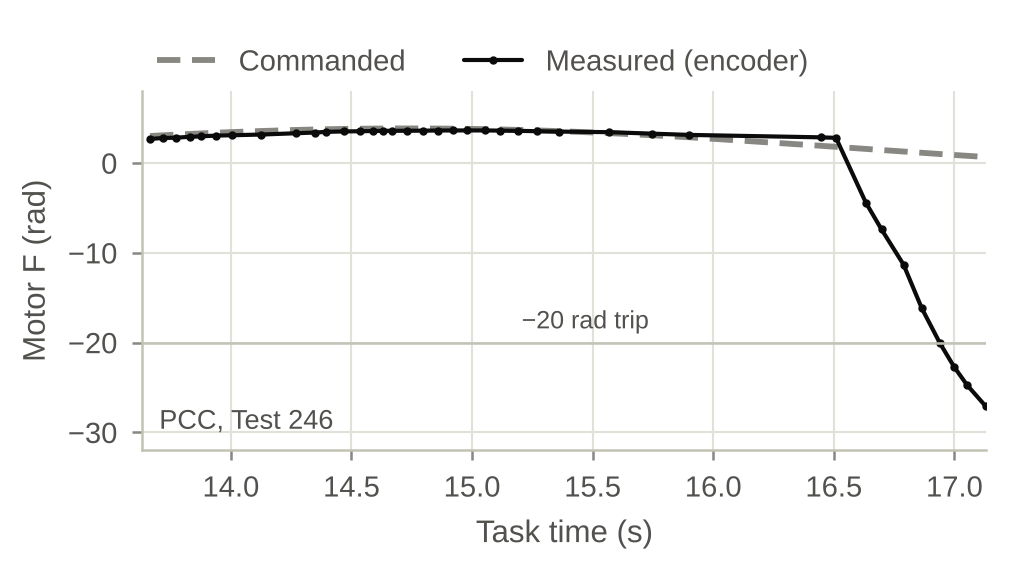 Commanded
Measured (encoder)
Motor F (rad)
0
−10
−20
−30
−20 rad trip
PCC, Test 246
14.0
14.5
15.0
15.5
16.0
16.5
17.0
Task time (s)